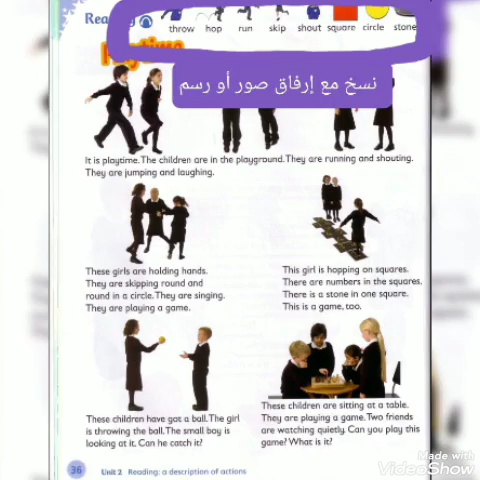 Reading
throw hop run skip shout square circle stone
Playtime
نسخ مع إرفاق صور أو رسم
It is playtime. The children are in the playground. They are running and shouting.
They are jumping and laughing.
These girls are holding hands.
They are skipping round and
round in a circle. They are singing.
They are playing a game.
This girl is hopping on squares.
There are numbers in the squares.
There is a stone in one square.
This is a game, too.
These children have got a ball. The girl
is throwing the ball. The small boy is
looking at it. Can he catch it?
These children are sitting at a table.
They are playing a game. Two friends
are watching quietly. Can you play this
game? What is it?
36 Unit 2 Reading: a description of actions
Made with
VideoShow